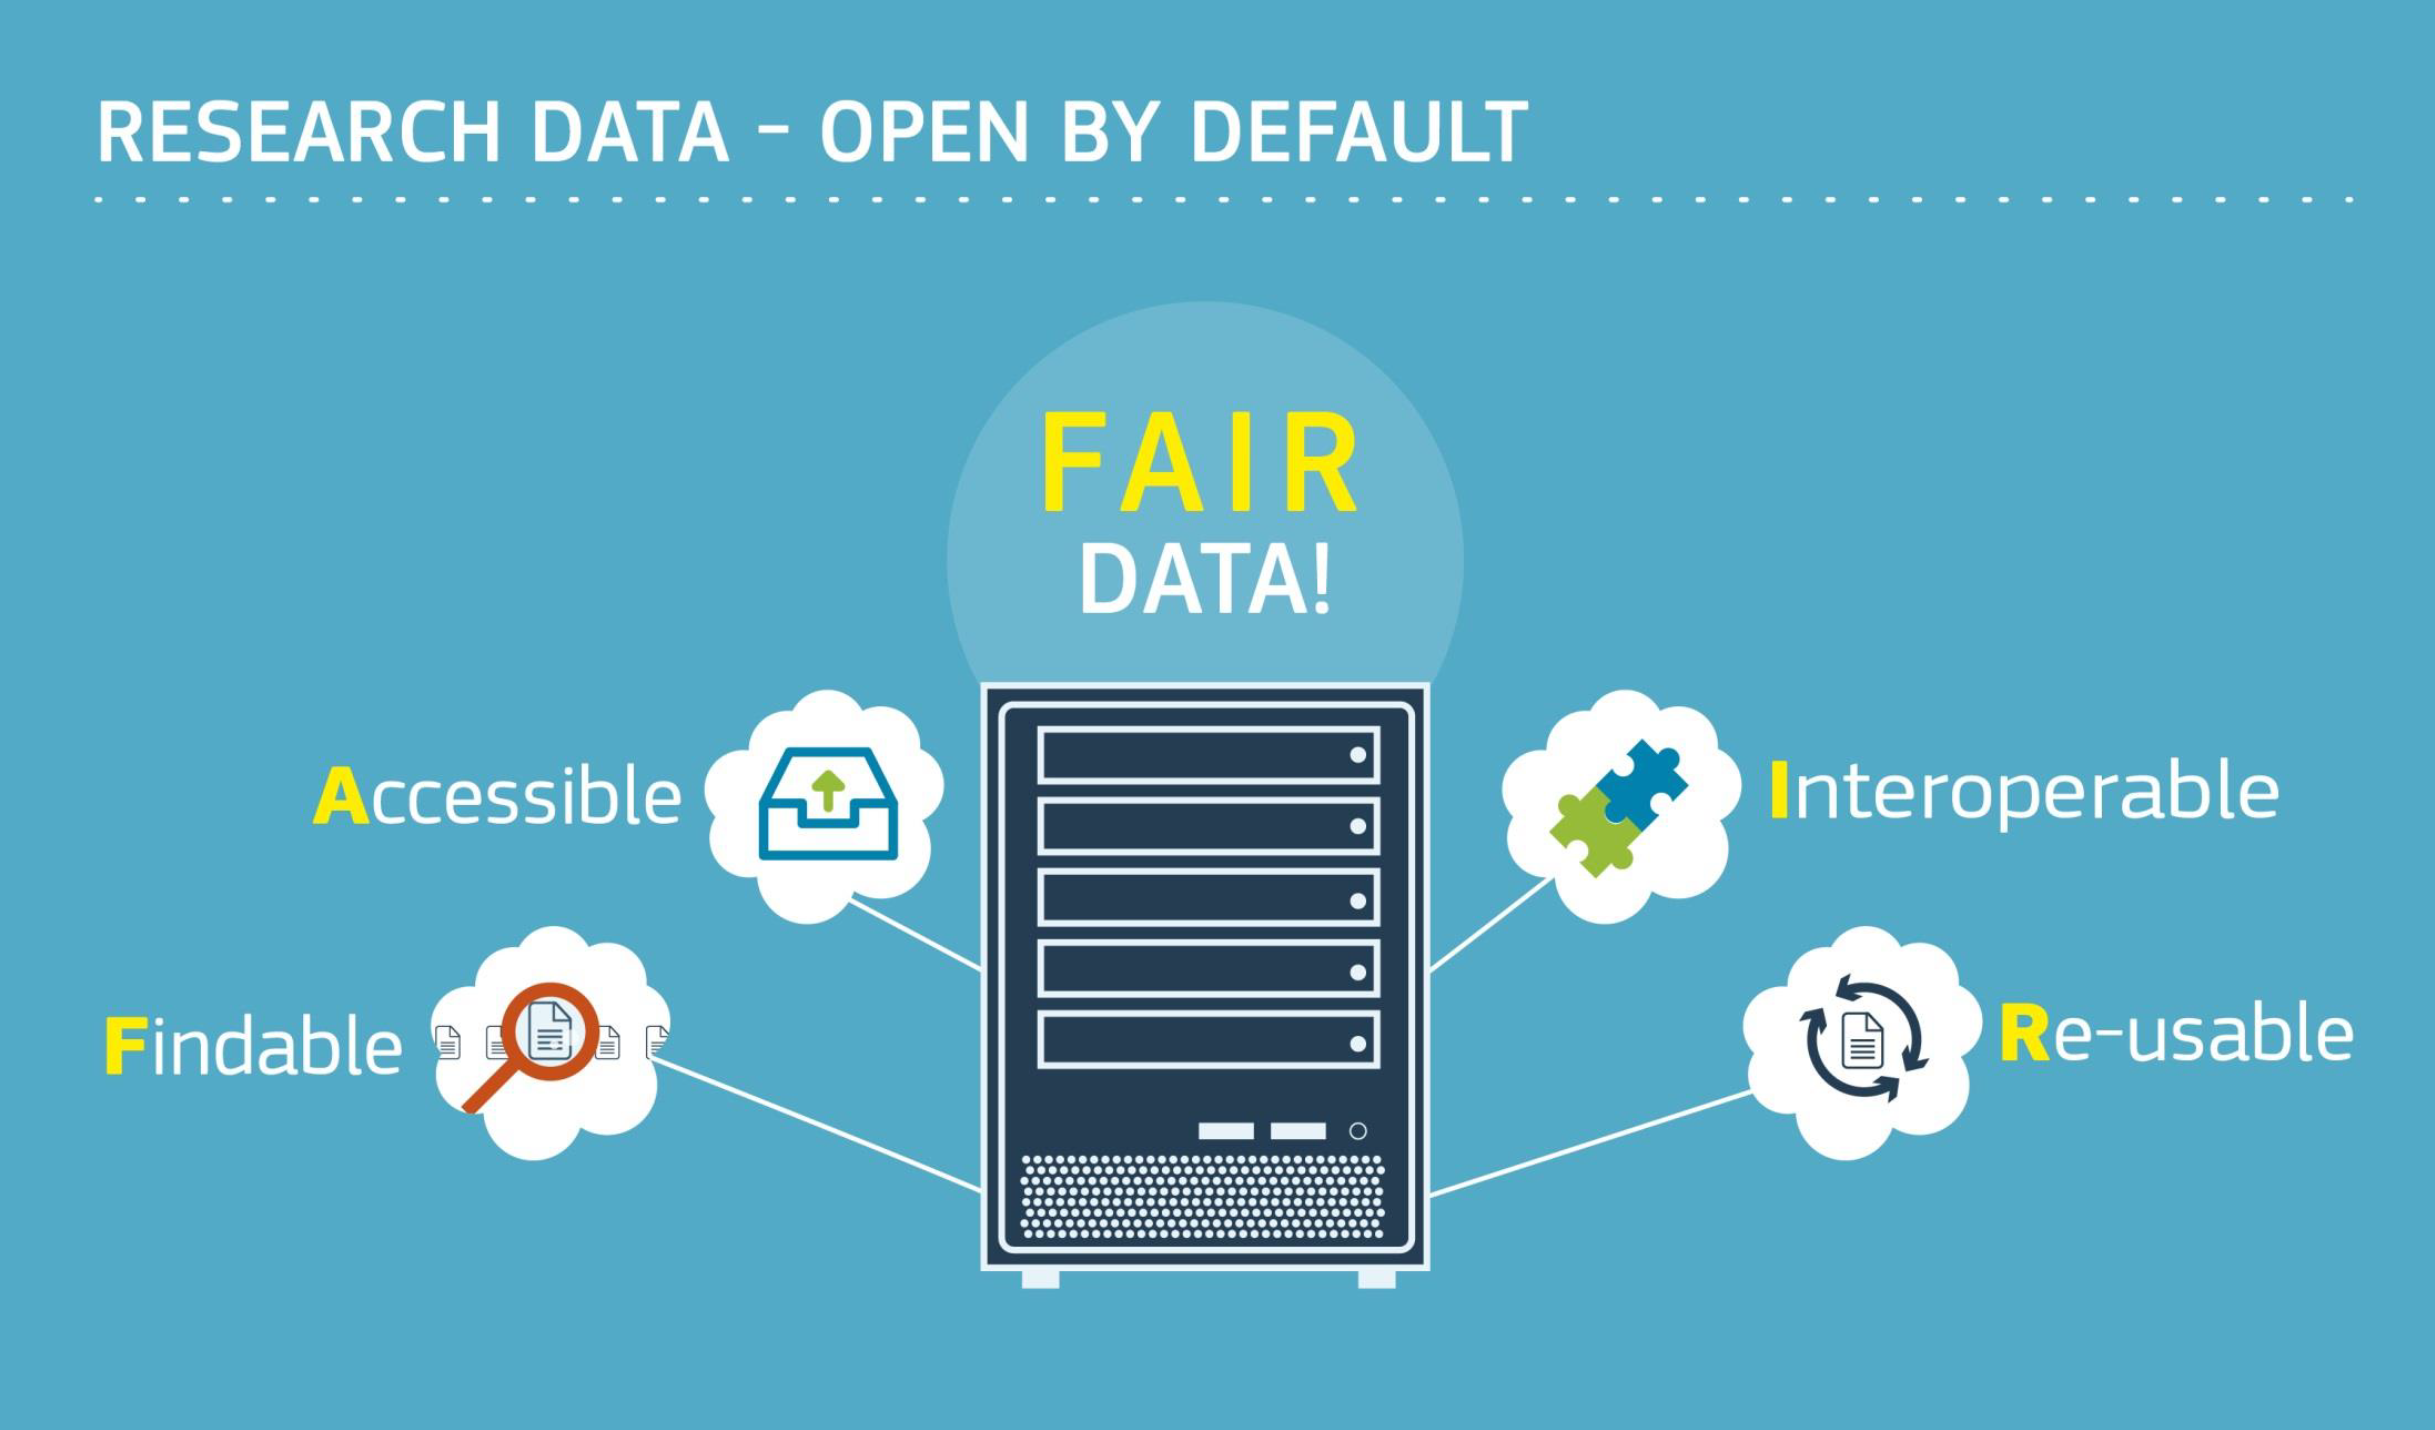 RESEARCH DATA - OPEN BY DEFAULT
FAIR
DATA!
Accessible
Interoperable
Findable
Re-usable